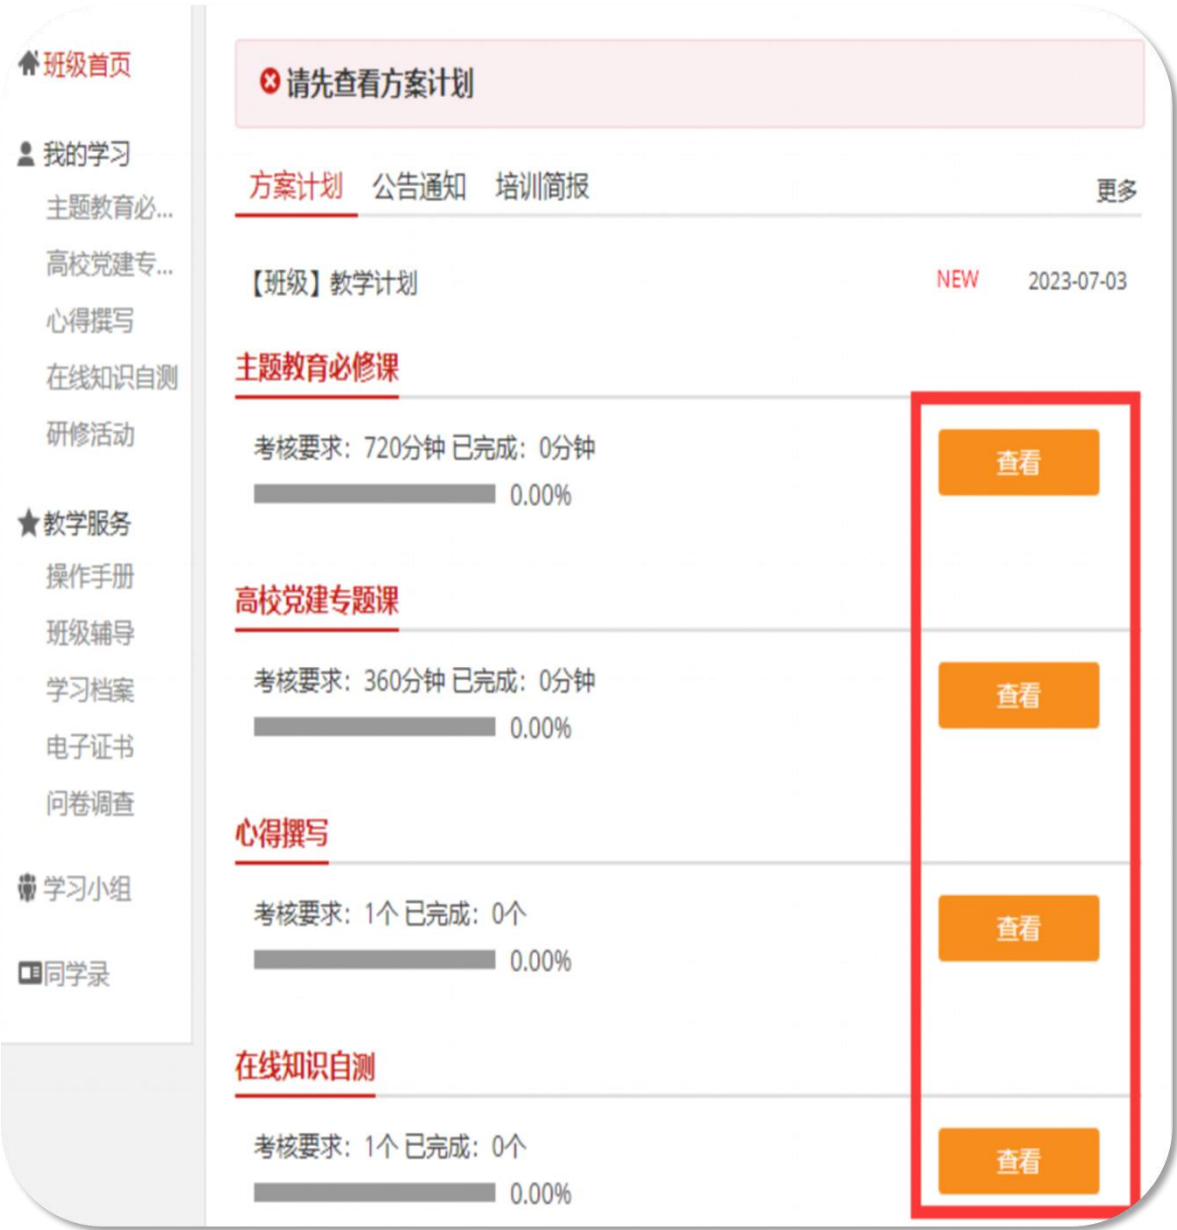 班级首页
我的学习
主题教育必...
高校党建专...
心得撰写
在线知识自测
研修活动
教学服务
操作手册
班级辅导
学习档案
电子证书
问卷调查
学习小组
同学录
请先查看方案计划
方案计划 公告通知 培训简报 更多
【班级】教学计划 NEW 2023-07-03
主题教育必修课
考核要求：720分钟 已完成：0分钟
查看
0.00%
高校党建专题课
考核要求：360分钟 已完成：0分钟
查看
0.00%
心得撰写
考核要求：1个 已完成：0个
查看
0.00%
在线知识自测
考核要求：1个 已完成：0个
查看
0.00%